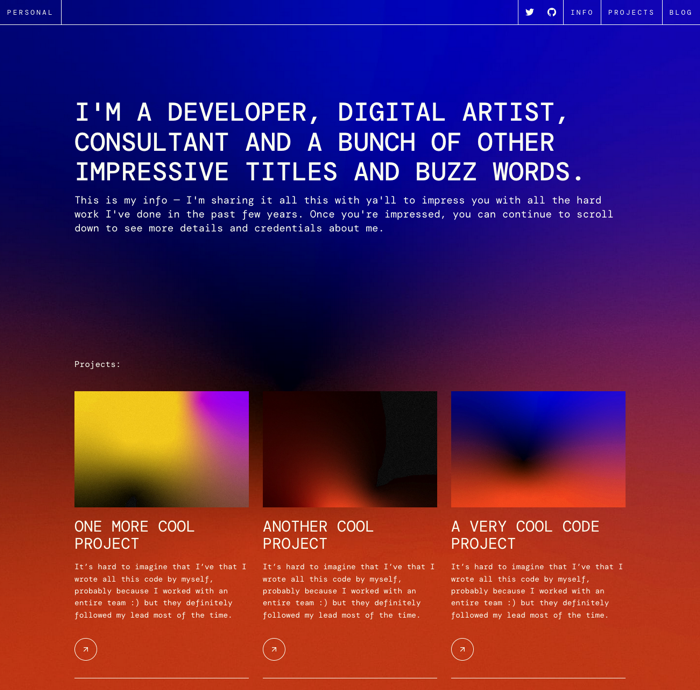 PERSONAL
INFO
PROJECTS
BLOG
I'M A DEVELOPER, DIGITAL ARTIST,
CONSULTANT AND A BUNCH OF OTHER
IMPRESSIVE TITLES AND BUZZ WORDS.
This is my info — I'm sharing it all this with ya'll to impress you with all the hard
work I've done in the past few years. Once you're impressed, you can continue to scroll
down to see more details and credentials about me.
Projects:
ONE MORE COOL
PROJECT
It's hard to imagine that I've that I
wrote all this code by myself,
probably because I worked with an
entire team :) but they definitely
followed my lead most of the time.
ANOTHER COOL
PROJECT
It's hard to imagine that I've that I
wrote all this code by myself,
probably because I worked with an
entire team :) but they definitely
followed my lead most of the time.
A VERY COOL CODE
PROJECT
It's hard to imagine that I've that I
wrote all this code by myself,
probably because I worked with an
entire team :) but they definitely
followed my lead most of the time.